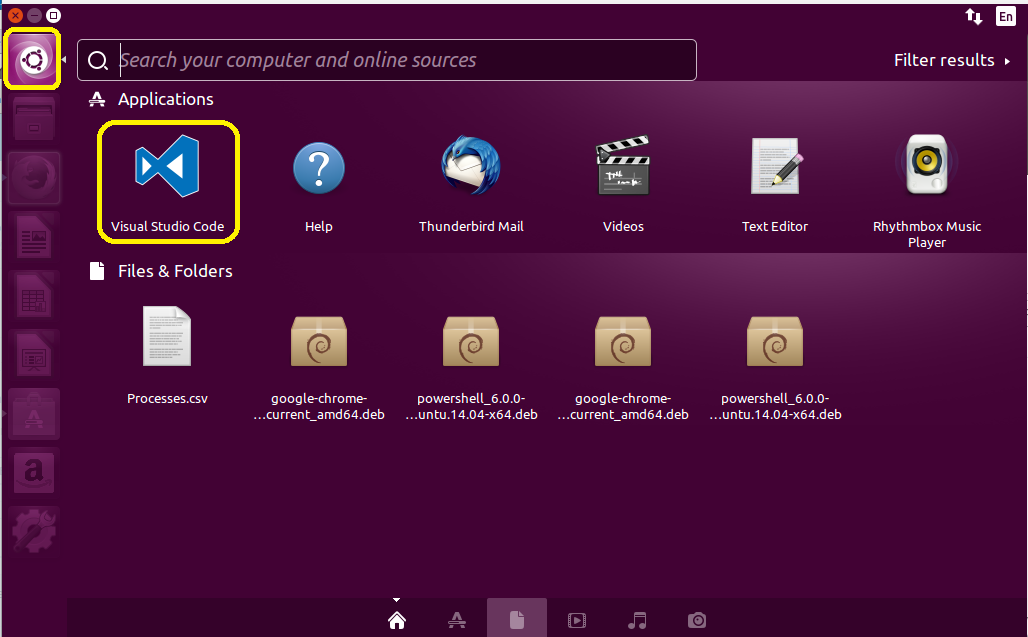 En
Search your computer and online sources
Filter results
Applications
Visual Studio Code
Help
Thunderbird Mail
Videos
Text Editor
Rhythmbox Music
Player
Files & Folders
Processes.csv
google-chrome-
...current_amd64.deb
powershell_6.0.0-
...untu.14.04-x64.deb
google-chrome-
...current_amd64.deb
powershell_6.0.0-
...untu.14.04-x64.deb
a